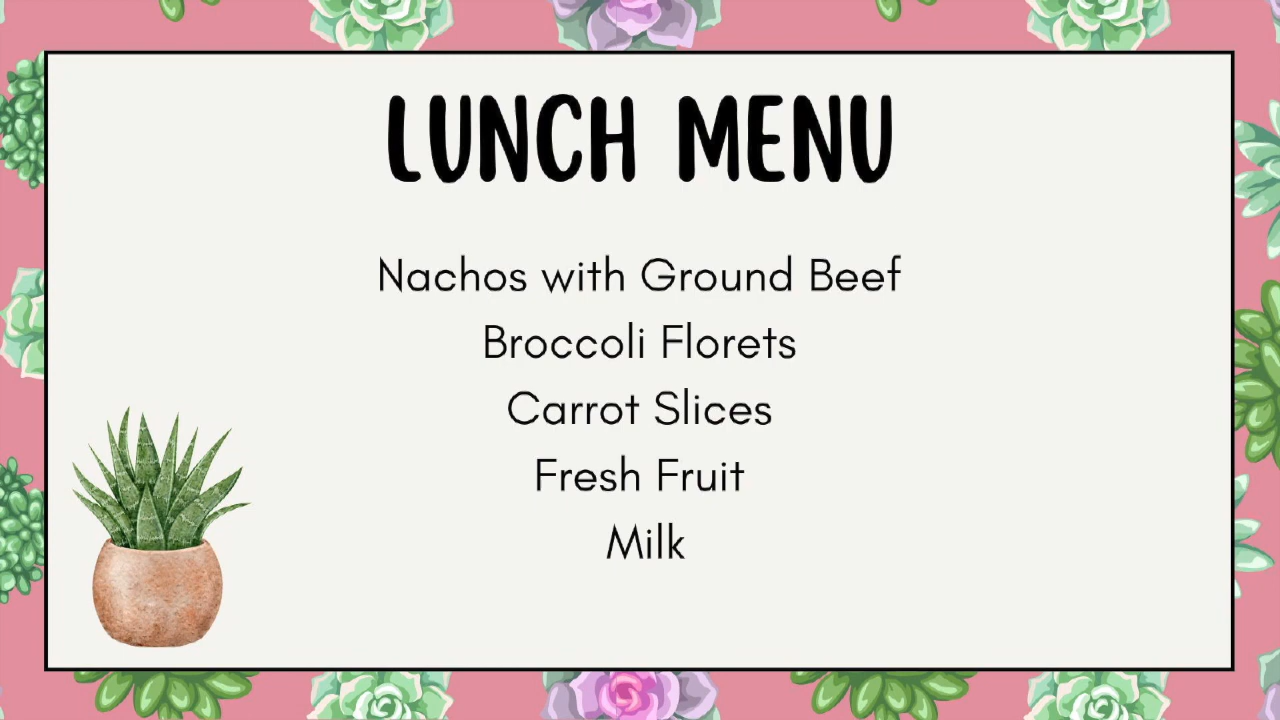 LUNCH MENU
Nachos with Ground Beef
Broccoli Florets
Carrot Slices
Fresh Fruit
Milk